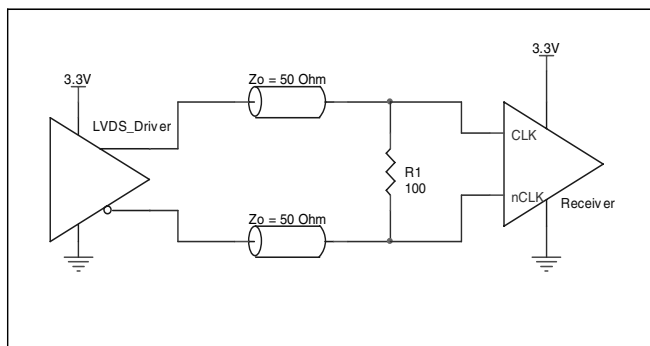 3.3V
LVDS_Driver
Zo = 50 Ohm
3.3V
CLK
R1
100
nCLK
Receiver
Zo = 50 Ohm